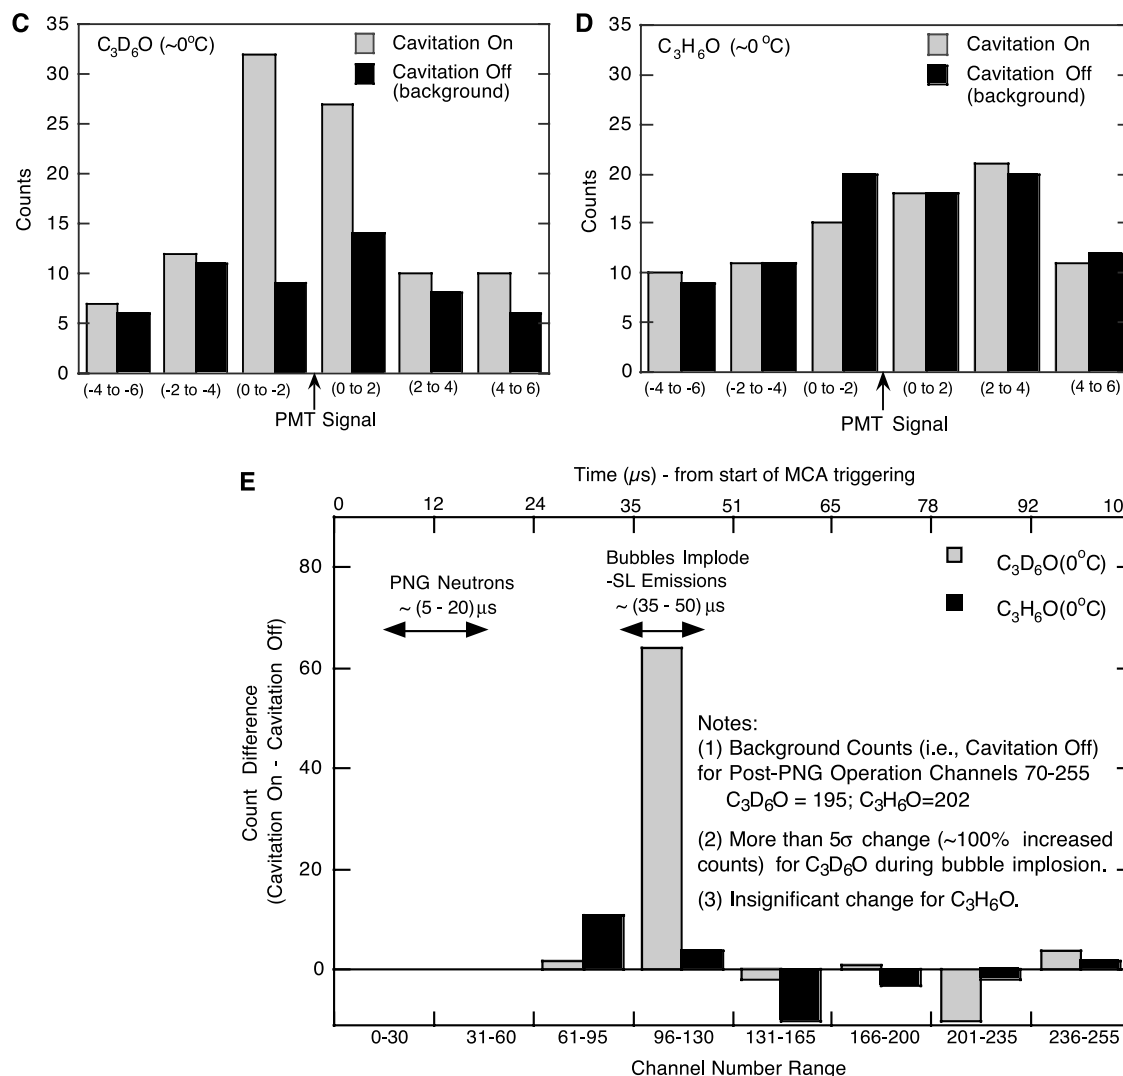 C
35
30
25
20
15
10
5
0
Counts
C3D6O (~0°C)
Cavitation On
Cavitation Off
(background)
(-4 to -6)
(-2 to -4)
(0 to -2)
(0 to 2)
(2 to 4)
(4 to 6)
PMT Signal
D
35
30
25
20
15
10
5
0
Counts
C3H6O (~0 °C)
Cavitation On
Cavitation Off
(background)
(-4 to -6)
(-2 to -4)
(0 to -2)
(0 to 2)
(2 to 4)
(4 to 6)
PMT Signal
E
Time (μs) - from start of MCA triggering
0 12 24 35 51 65 78 92 10
80
60
40
20
0
Count Difference
(Cavitation On - Cavitation Off)
PNG Neutrons
~ (5 - 20) μs
Bubbles Implode
-SL Emissions
~ (35 - 50) μs
C3D6O(0°C)
C3H6O(0°C)
Notes:
(1) Background Counts (i.e., Cavitation Off)
for Post-PNG Operation Channels 70-255
C3D6O = 195; C3H6O=202
(2) More than 5σ change (~100% increased
counts) for C3D6O during bubble implosion.
(3) Insignificant change for C3H6O.
0-30 31-60 61-95 96-130 131-165 166-200 201-235 236-255
Channel Number Range